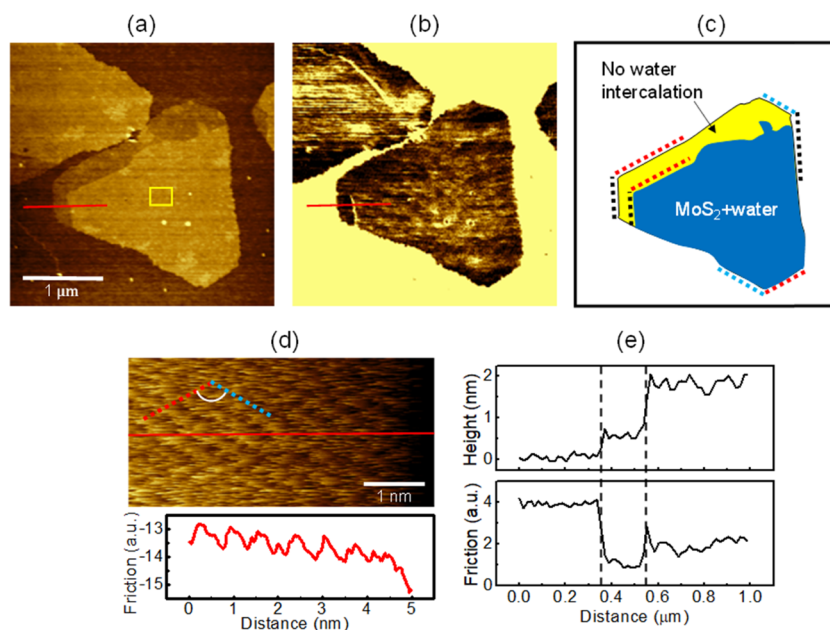 (a)
(b)
(c)
1 μm
No water
intercalation
MoS₂+water
(d)
(e)
1 nm
Friction (a.u.)
-13
-14
-15
0 1 2 3 4 5
Distance (nm)
Height (nm)
2
1
0
Friction (a.u.)
4
2
0
0.0 0.2 0.4 0.6 0.8 1.0
Distance (μm)